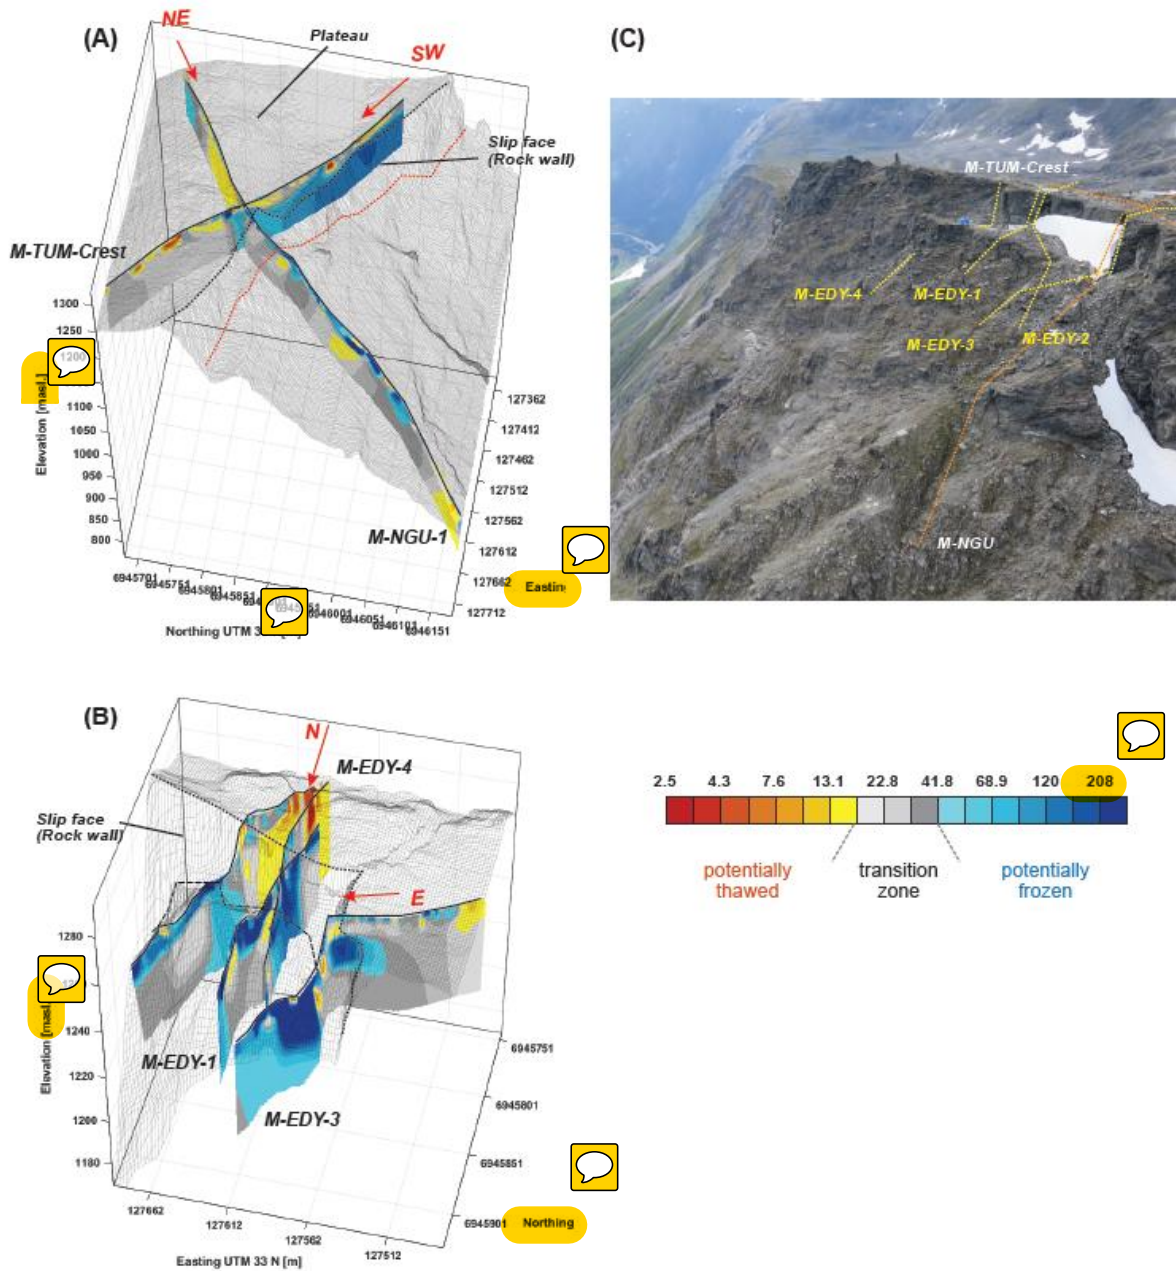 (A)
NE
Plateau
SW
Slip face
(Rock wall)
M-TUM-Crest
M-NGU-1
1300
1250
1200
1150
1100
1050
1000
950
900
850
800
Elevation [masl.]
127362
127412
127462
127512
127562
127612
127662
127712
Easting
6945701
6945751
6945801
6945851
6946001
6946051
6946101
6946151
Northing UTM
(C)
M-TUM-Crest
M-EDY-4
M-EDY-1
M-EDY-3
M-EDY-2
M-NGU
(B)
N
M-EDY-4
Slip face
(Rock wall)
E
M-EDY-1
M-EDY-3
1280
1240
1220
1200
1180
Elevation [masl.]
6945751
6945801
6945851
6945901
Northing
127662
127612
127562
127512
Easting UTM 33 N [m]
2.5 4.3 7.6 13.1 22.8 41.8 68.9 120 208
potentially
thawed
transition
zone
potentially
frozen